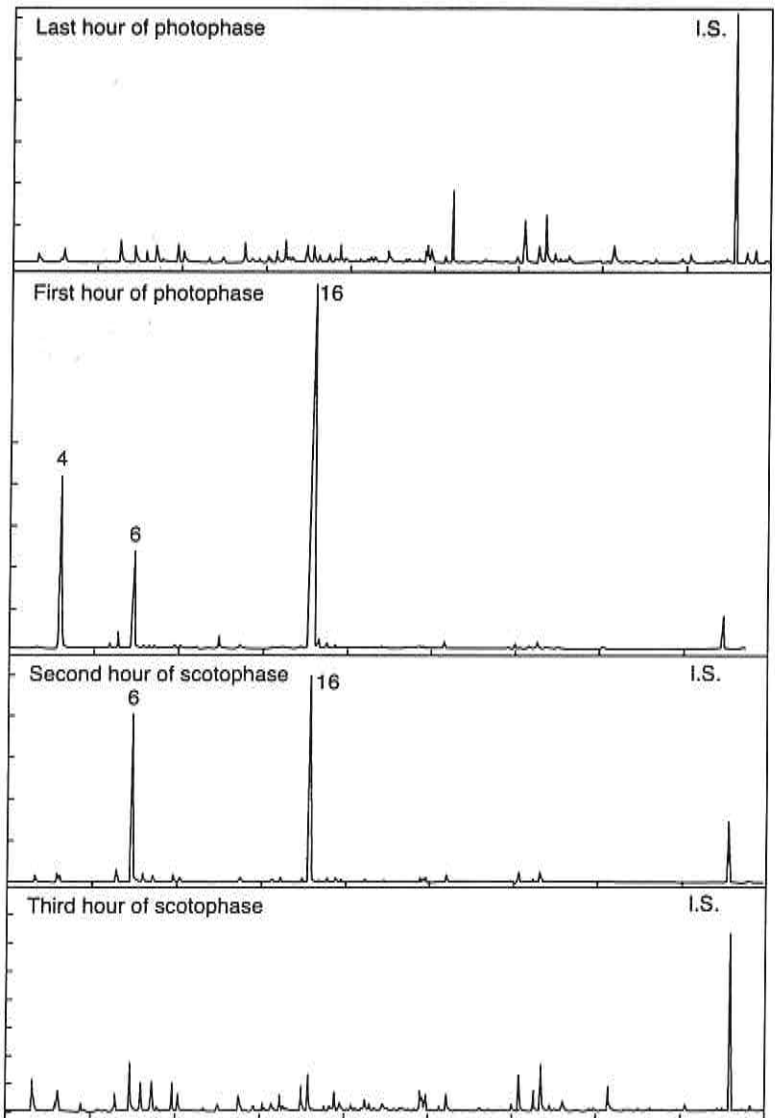 Last hour of photophase I.S.
First hour of photophase 16
4
6
Second hour of scotophase I.S.
6 16
Third hour of scotophase I.S.